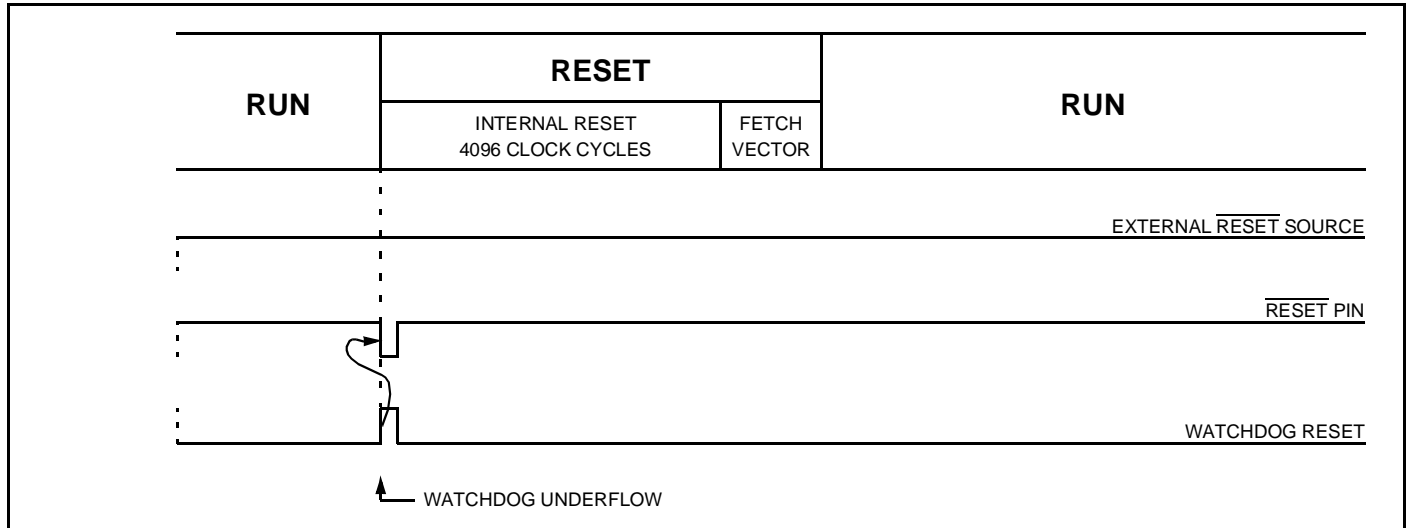 RUN
RESET
INTERNAL RESET
4096 CLOCK CYCLES
FETCH
VECTOR
RUN
EXTERNAL RESET SOURCE
RESET PIN
WATCHDOG RESET
WATCHDOG UNDERFLOW